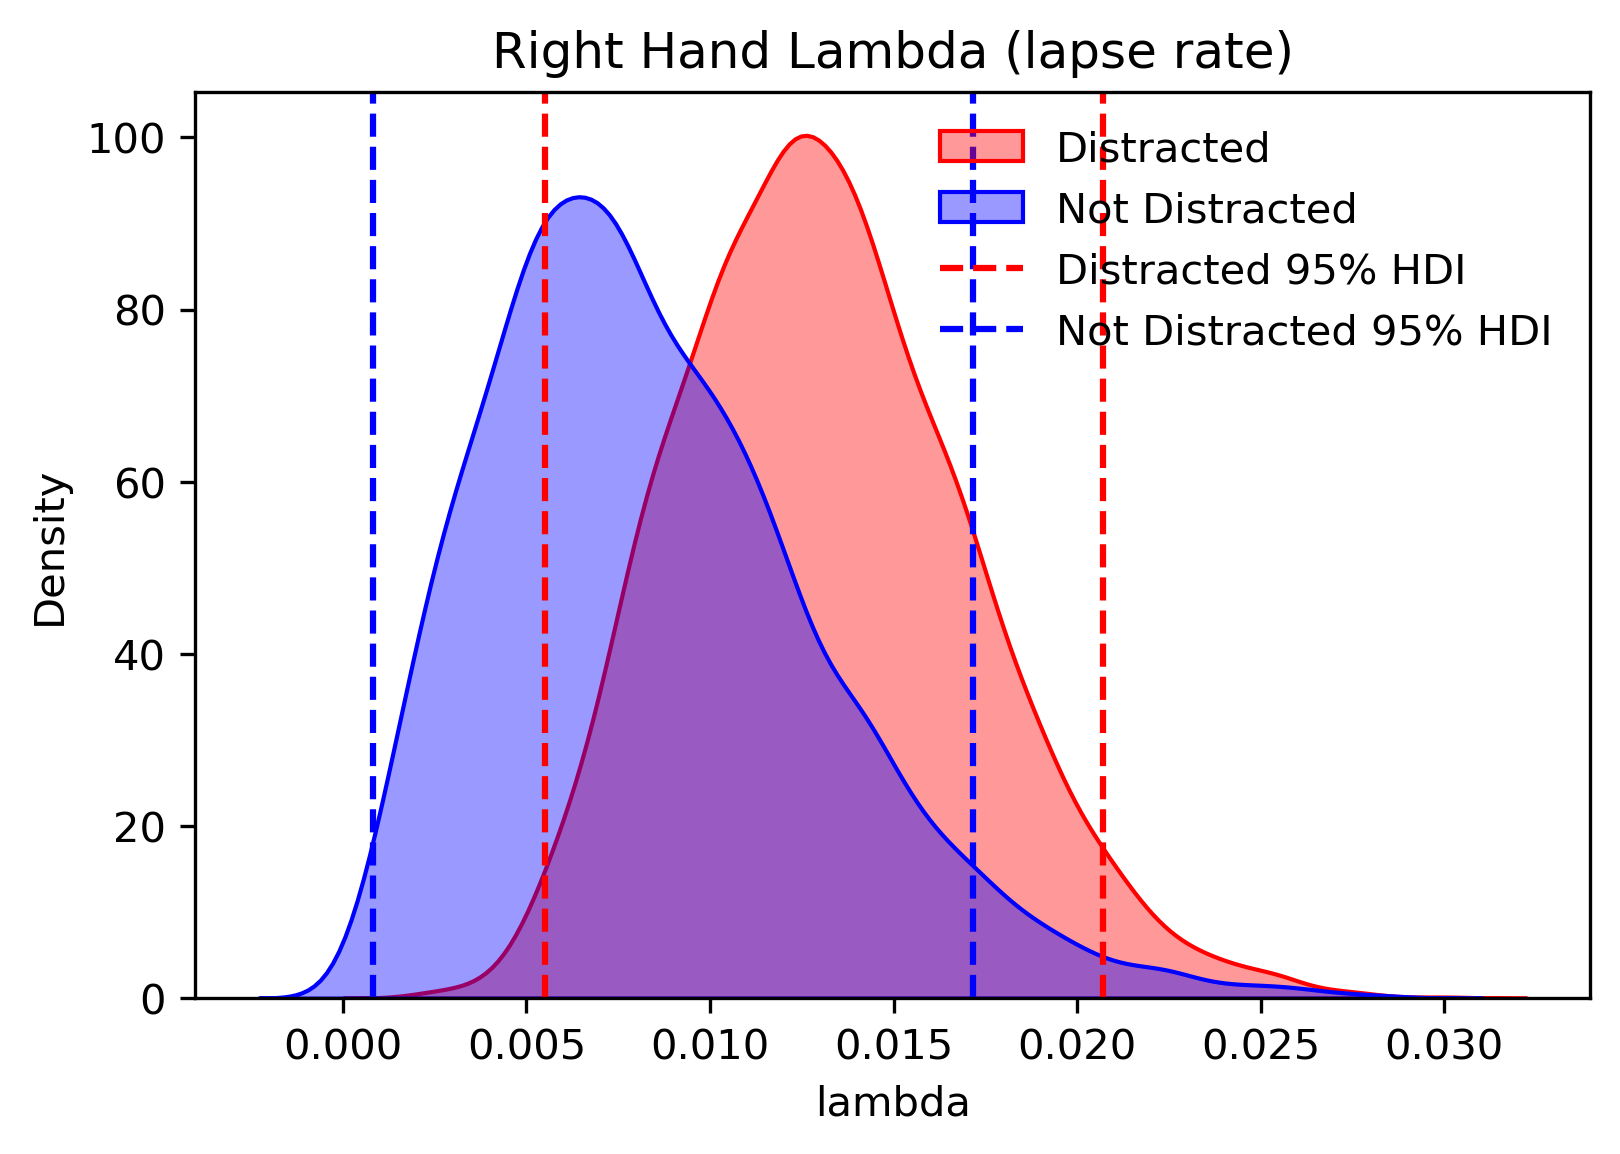 Right Hand Lambda (lapse rate)
Distracted
Not Distracted
Distracted 95% HDI
Not Distracted 95% HDI
100
80
60
40
20
0
Density
0.000 0.005 0.010 0.015 0.020 0.025 0.030
lambda